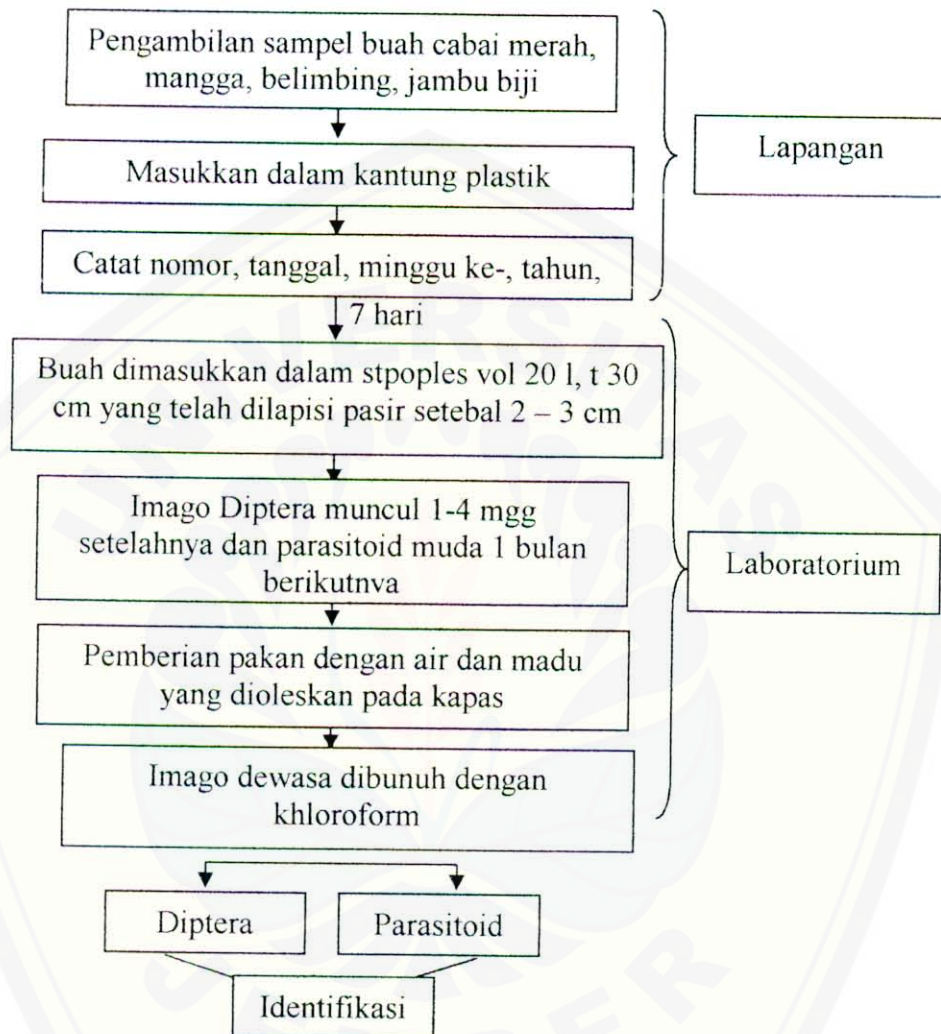 Pengambilan sampel buah cabai merah,
mangga, belimbing, jambu biji
Lapangan
Masukkan dalam kantung plastik
Catat nomor, tanggal, minggu ke-, tahun,
7 hari
Buah dimasukkan dalam stpoples vol 20 l, t 30
cm yang telah dilapisi pasir setebal 2 – 3 cm
Imago Diptera muncul 1-4 mgg
setelahnya dan parasitoid muda 1 bulan
berikutnya
Laboratorium
Pemberian pakan dengan air dan madu
yang dioleskan pada kapas
Imago dewasa dibunuh dengan
khloroform
Diptera
Parasitoid
Identifikasi
UNIVERSITAS
JEMBER